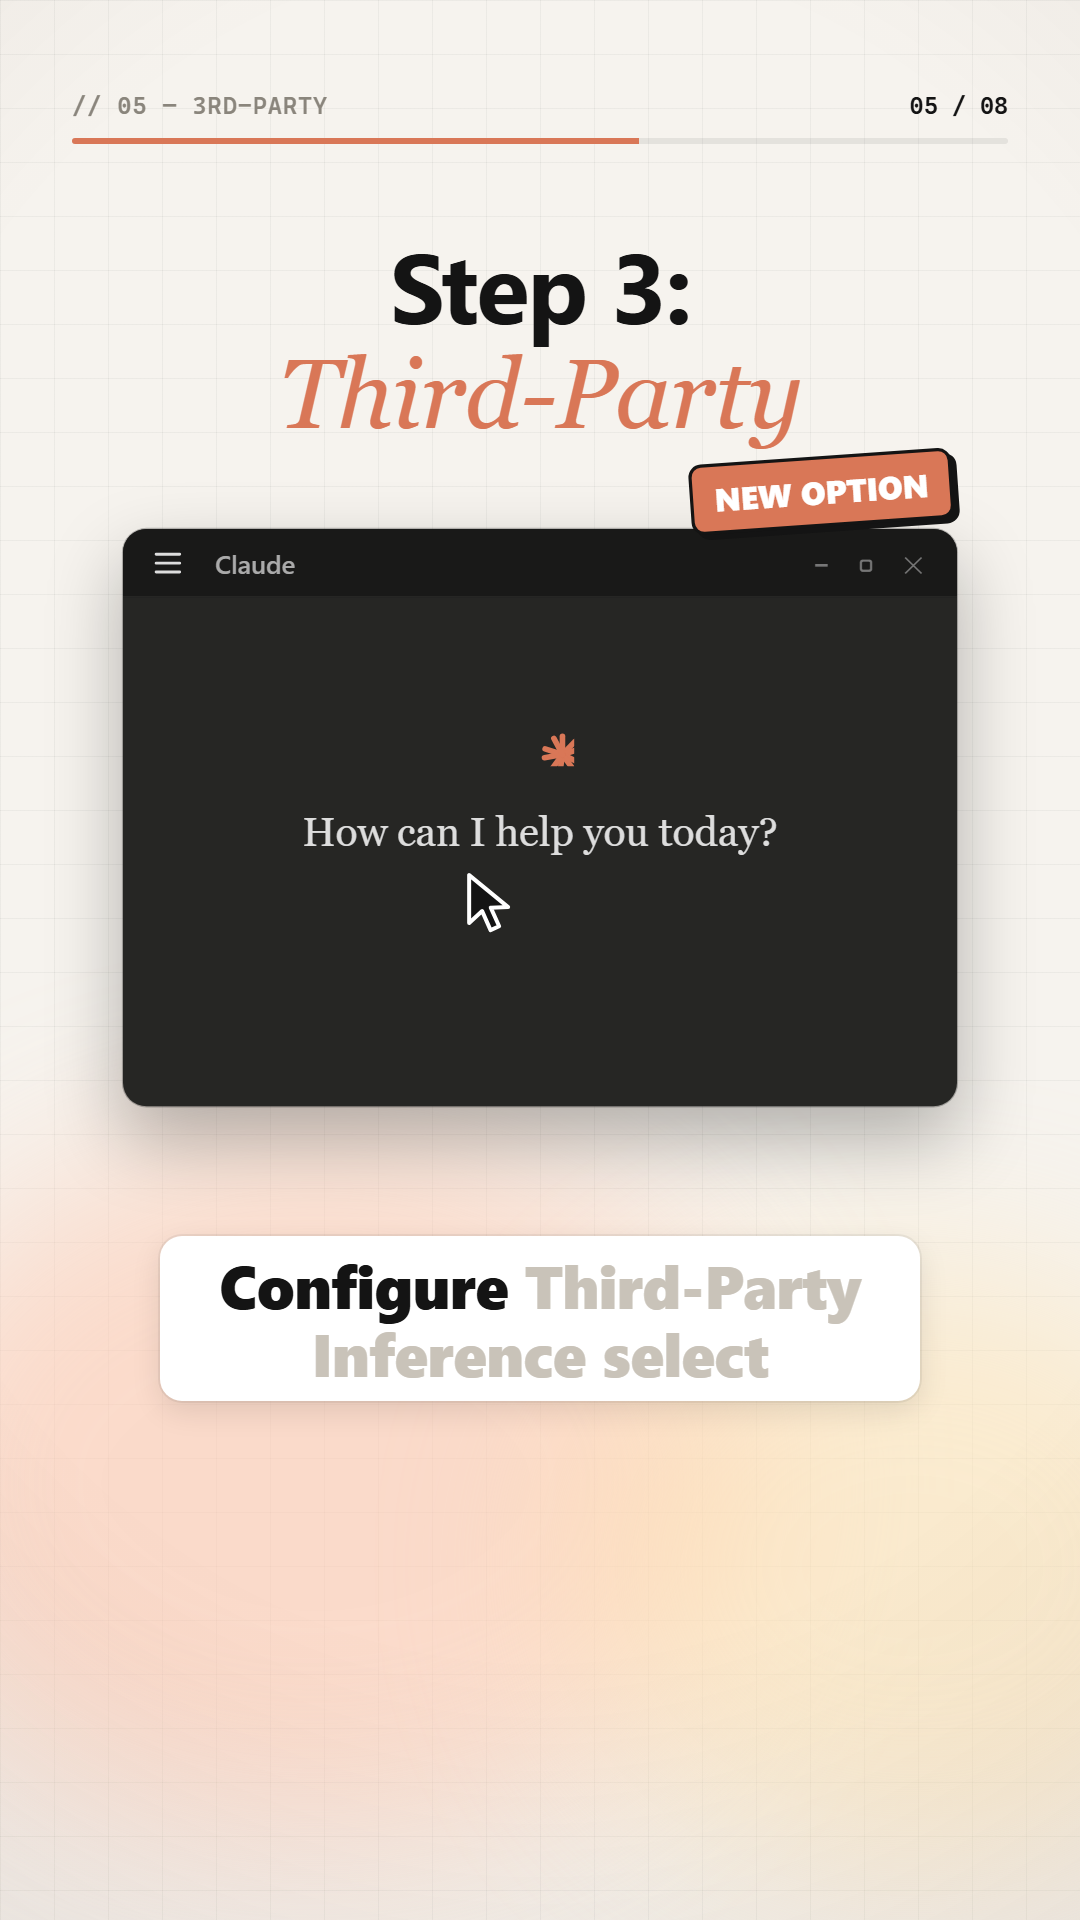 // 05 – 3RD-PARTY
05 / 08
Step 3:
Third-Party
NEW OPTION
Claude
How can I help you today?
Configure Third-Party
Inference select